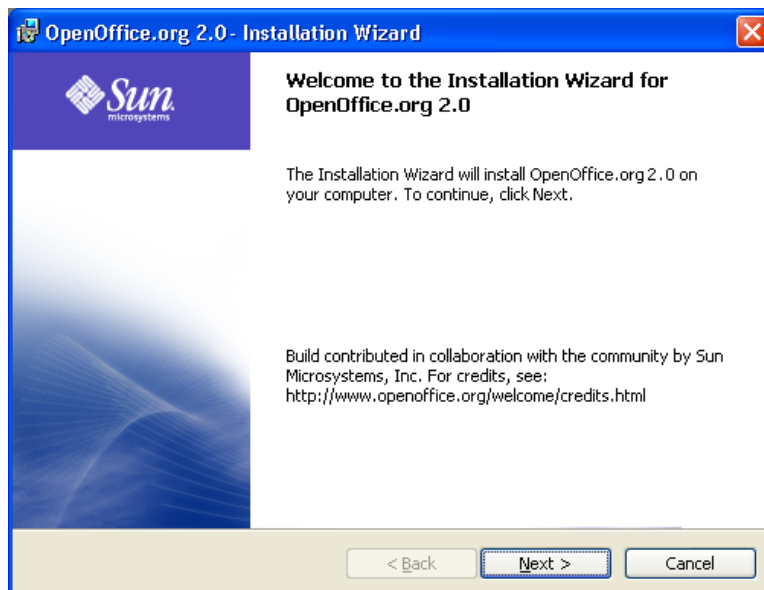 OpenOffice.org 2.0 - Installation Wizard
Sun
microsystems
Welcome to the Installation Wizard for
OpenOffice.org 2.0
The Installation Wizard will install OpenOffice.org 2.0 on
your computer. To continue, click Next.
Build contributed in collaboration with the community by Sun
Microsystems, Inc. For credits, see:
http://www.openoffice.org/welcome/credits.html
< Back
Next >
Cancel